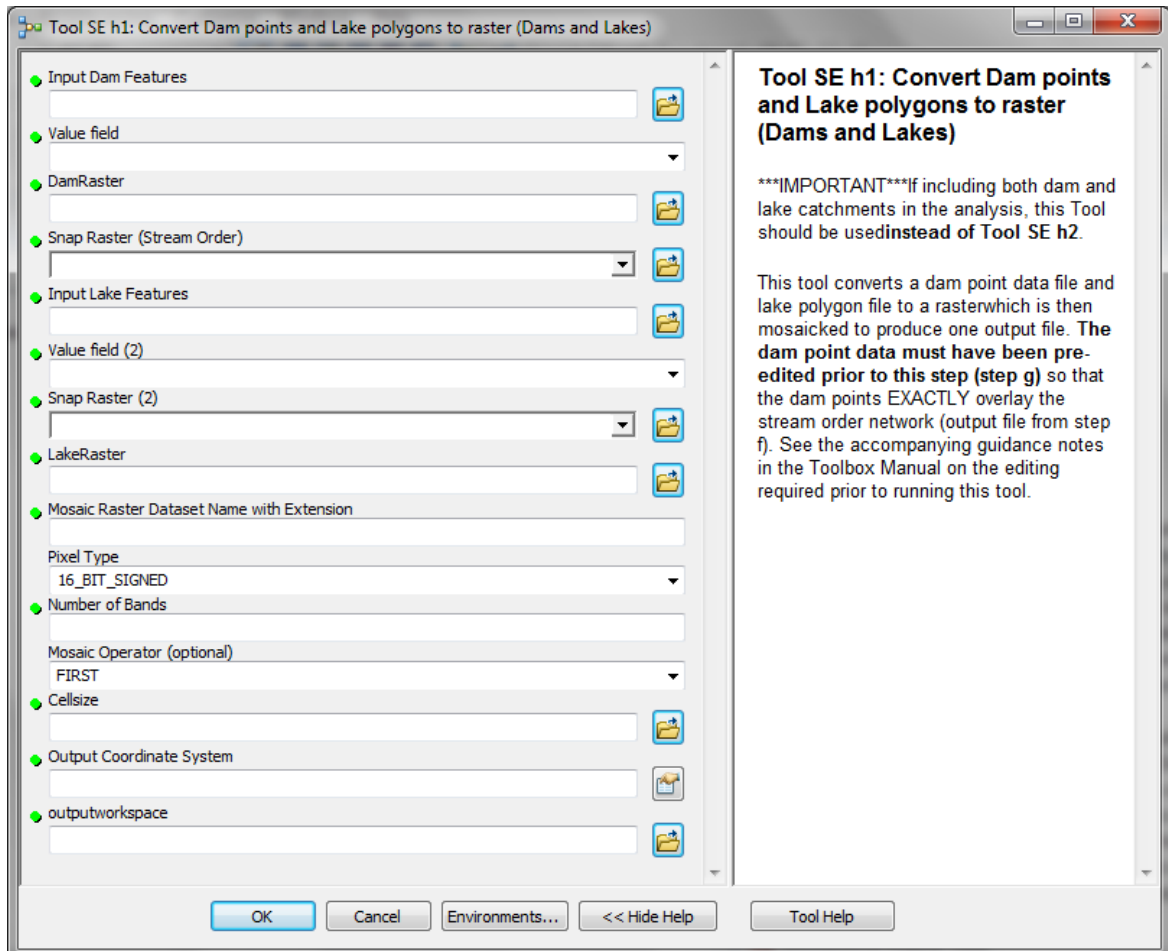 Tool SE h1: Convert Dam points and Lake polygons to raster (Dams and Lakes)
Input Dam Features
Value field
DamRaster
Snap Raster (Stream Order)
Input Lake Features
Value field (2)
Snap Raster (2)
LakeRaster
Mosaic Raster Dataset Name with Extension
Pixel Type
16_BIT_SIGNED
Number of Bands
Mosaic Operator (optional)
FIRST
Cellsize
Output Coordinate System
outputworkspace
OK
Cancel
Environments...
<< Hide Help
Tool SE h1: Convert Dam points
and Lake polygons to raster
(Dams and Lakes)
***IMPORTANT***If including both dam and
lake catchments in the analysis, this Tool
should be usedinstead of Tool SE h2.
This tool converts a dam point data file and
lake polygon file to a rasterwhich is then
mosaicked to produce one output file. The
dam point data must have been pre-
edited prior to this step (step g) so that
the dam points EXACTLY overlay the
stream order network (output file from step
f). See the accompanying guidance notes
in the Toolbox Manual on the editing
required prior to running this tool.
Tool Help